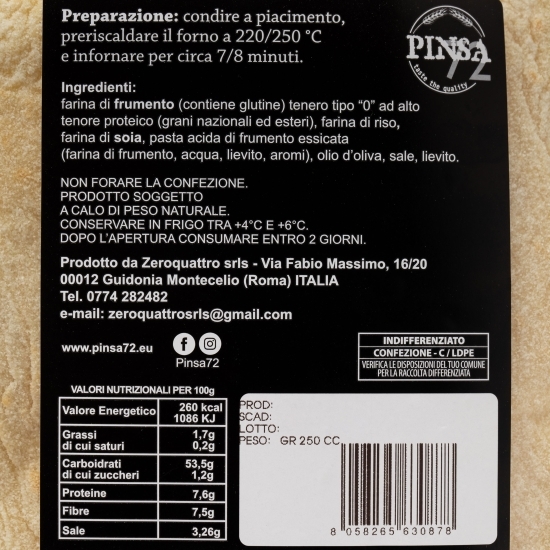 Preparazione: condire a piacimento,
preriscaldare il forno a 220/250 °C
e infornare per circa 7/8 minuti.
PINSA
72
taste the quality
Ingredienti:
farina di frumento (contiene glutine) tenero tipo “0” ad alto
tenore proteico (grani nazionali ed esteri), farina di riso,
farina di soia, pasta acida di frumento essicata
(farina di frumento, acqua, lievito, aromi), olio d'oliva, sale, lievito.
NON FORARE LA CONFEZIONE.
PRODOTTO SOGGETTO
A CALO DI PESO NATURALE.
CONSERVARE IN FRIGO TRA +4°C E +6°C.
DOPO L'APERTURA CONSUMARE ENTRO 2 GIORNI.
Prodotto da Zeroquattro srls - Via Fabio Massimo, 16/20
00012 Guidonia Montecelio (Roma) ITALIA
Tel. 0774 282482
e-mail: zeroquattrosrls@gmail.com
www.pinsa72.eu
Pinsa72
INDIFFERENZIATO
CONFEZIONE - C / LDPE
VERIFICA LE DISPOSIZIONI DEL TUO COMUNE
PER LA RACCOLTA DIFFERENZIATA
VALORI NUTRIZIONALI PER 100g
Valore Energetico 260 kcal
1086 KJ
Grassi 1,7g
di cui saturi 0,2g
Carboidrati 53,5g
di cui zuccheri 1,2g
Proteine 7,6g
Fibre 7,5g
Sale 3,26g
PROD:
SCAD:
LOTTO:
PESO: GR 250 CC
8 058265 630878